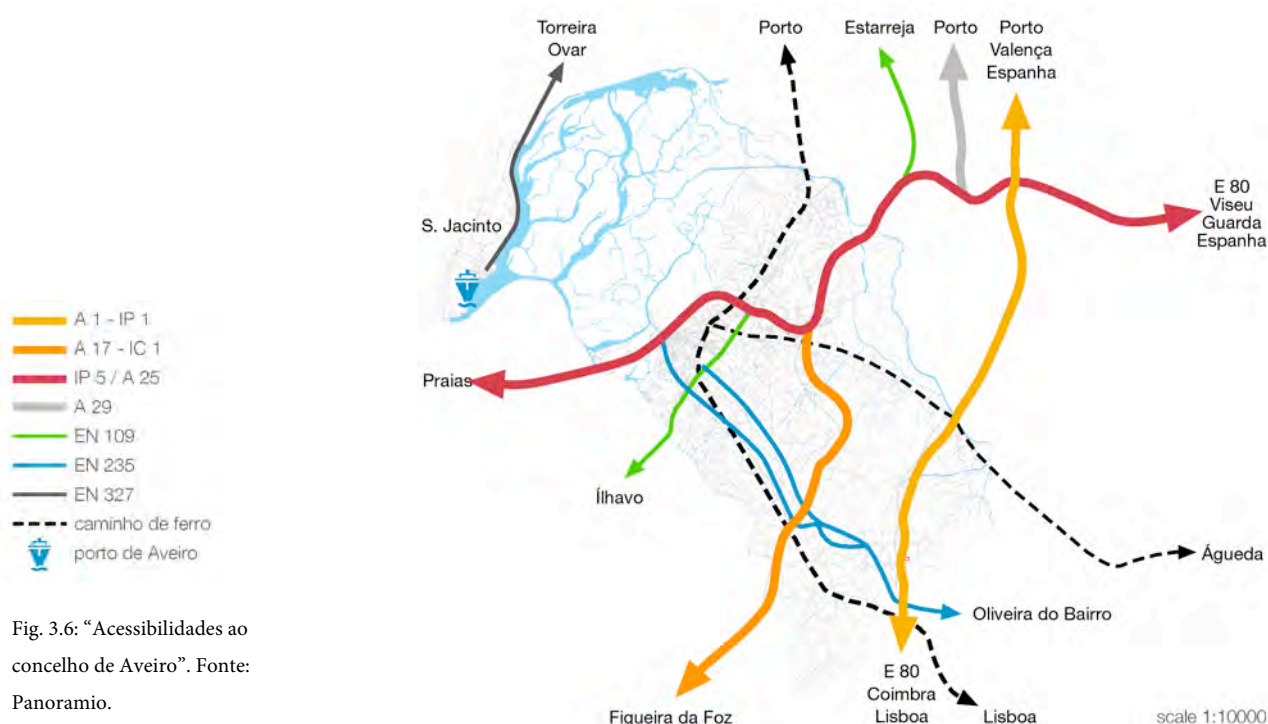 Torreira
Ovar
Porto
Estarreja
Porto
Porto
Valença
Espanha
E 80
Viseu
Guarda
Espanha
S. Jacinto
Praias
Ílhavo
Águeda
Oliveira do Bairro
E 80
Coimbra
Lisboa
Lisboa
Figueira da Foz
scale 1:10000
A 1 - IP 1
A 17 - IC 1
IP 5 / A 25
A 29
EN 109
EN 235
EN 327
caminho de ferro
porto de Aveiro
Fig. 3.6: “Acessibilidades ao
concelho de Aveiro”. Fonte:
Panoramio.